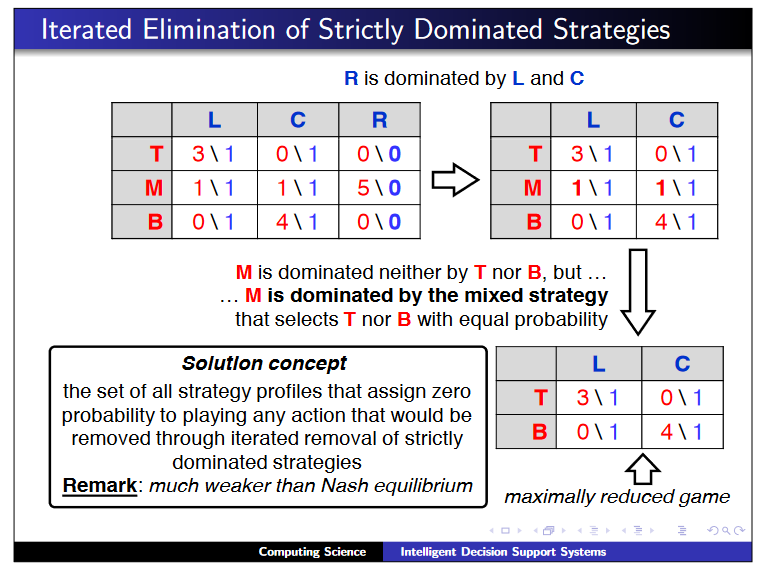 Iterated Elimination of Strictly Dominated Strategies
R is dominated by L and C
L C R
T 3 \ 1 0 \ 1 0 \ 0
M 1 \ 1 1 \ 1 5 \ 0
B 0 \ 1 4 \ 1 0 \ 0
L C
T 3 \ 1 0 \ 1
M 1 \ 1 1 \ 1
B 0 \ 1 4 \ 1
M is dominated neither by T nor B, but ...
... M is dominated by the mixed strategy
that selects T nor B with equal probability
Solution concept
the set of all strategy profiles that assign zero
probability to playing any action that would be
removed through iterated removal of strictly
dominated strategies
Remark: much weaker than Nash equilibrium
L C
T 3 \ 1 0 \ 1
B 0 \ 1 4 \ 1
maximally reduced game
Computing Science Intelligent Decision Support Systems